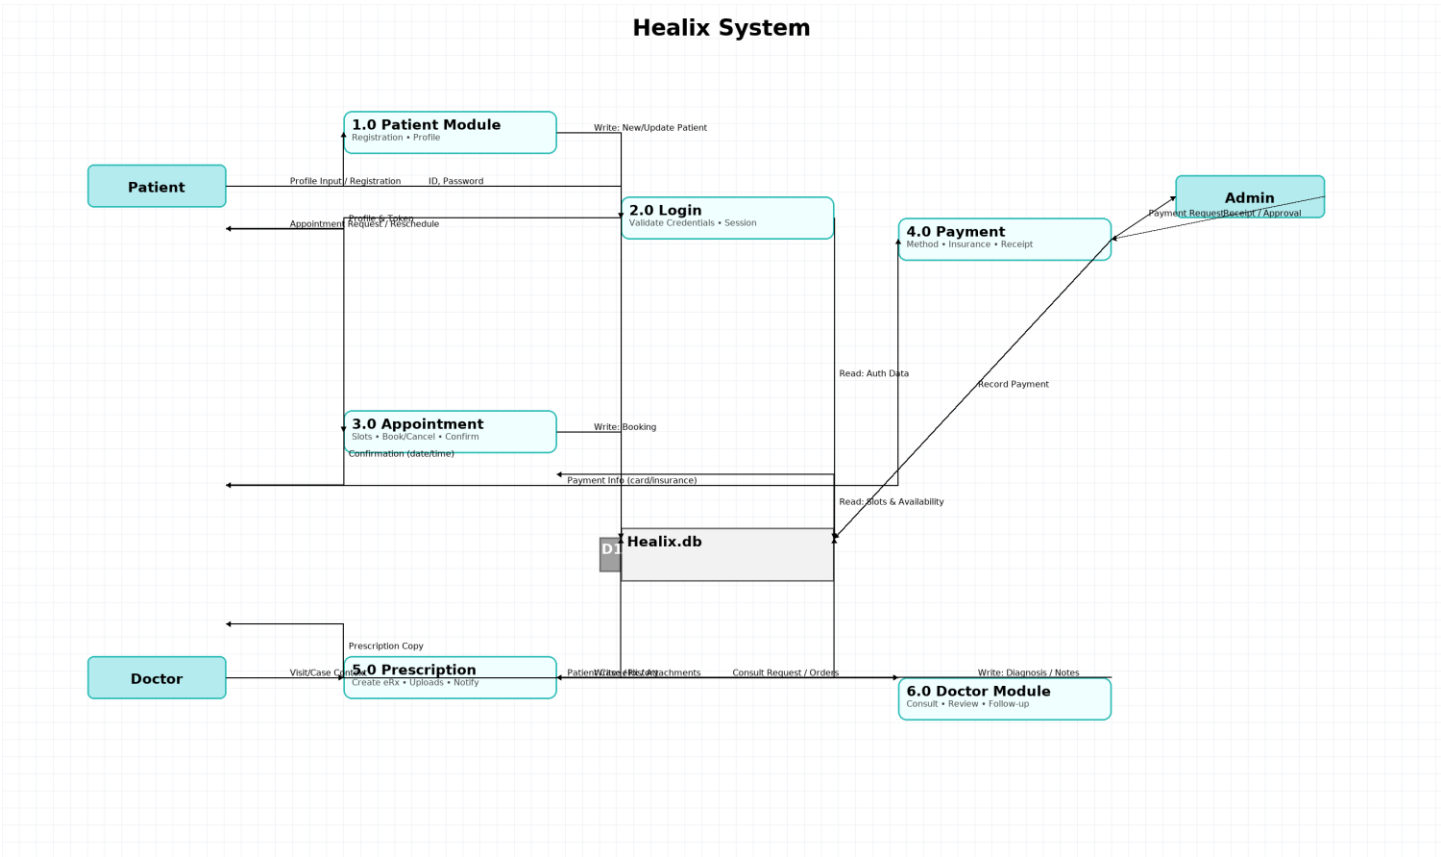 Healix System
1.0 Patient Module
Registration • Profile
Write: New/Update Patient
Patient
Profile Input / Registration
ID, Password
Admin
2.0 Login
Validate Credentials • Session
Profile & Token
Appointment Request / Reschedule
Payment Request
Receipt / Approval
4.0 Payment
Method • Insurance • Receipt
Read: Auth Data
Record Payment
3.0 Appointment
Slots • Book/Cancel • Confirm
Write: Booking
Confirmation (date/time)
Payment Info (card/insurance)
Read: Slots & Availability
D1
Healix.db
Prescription Copy
Doctor
Visit/Case
5.0 Prescription
Create eRx • Uploads • Notify
Consult Request / Orders
Write: Diagnosis / Notes
6.0 Doctor Module
Consult • Review • Follow-up